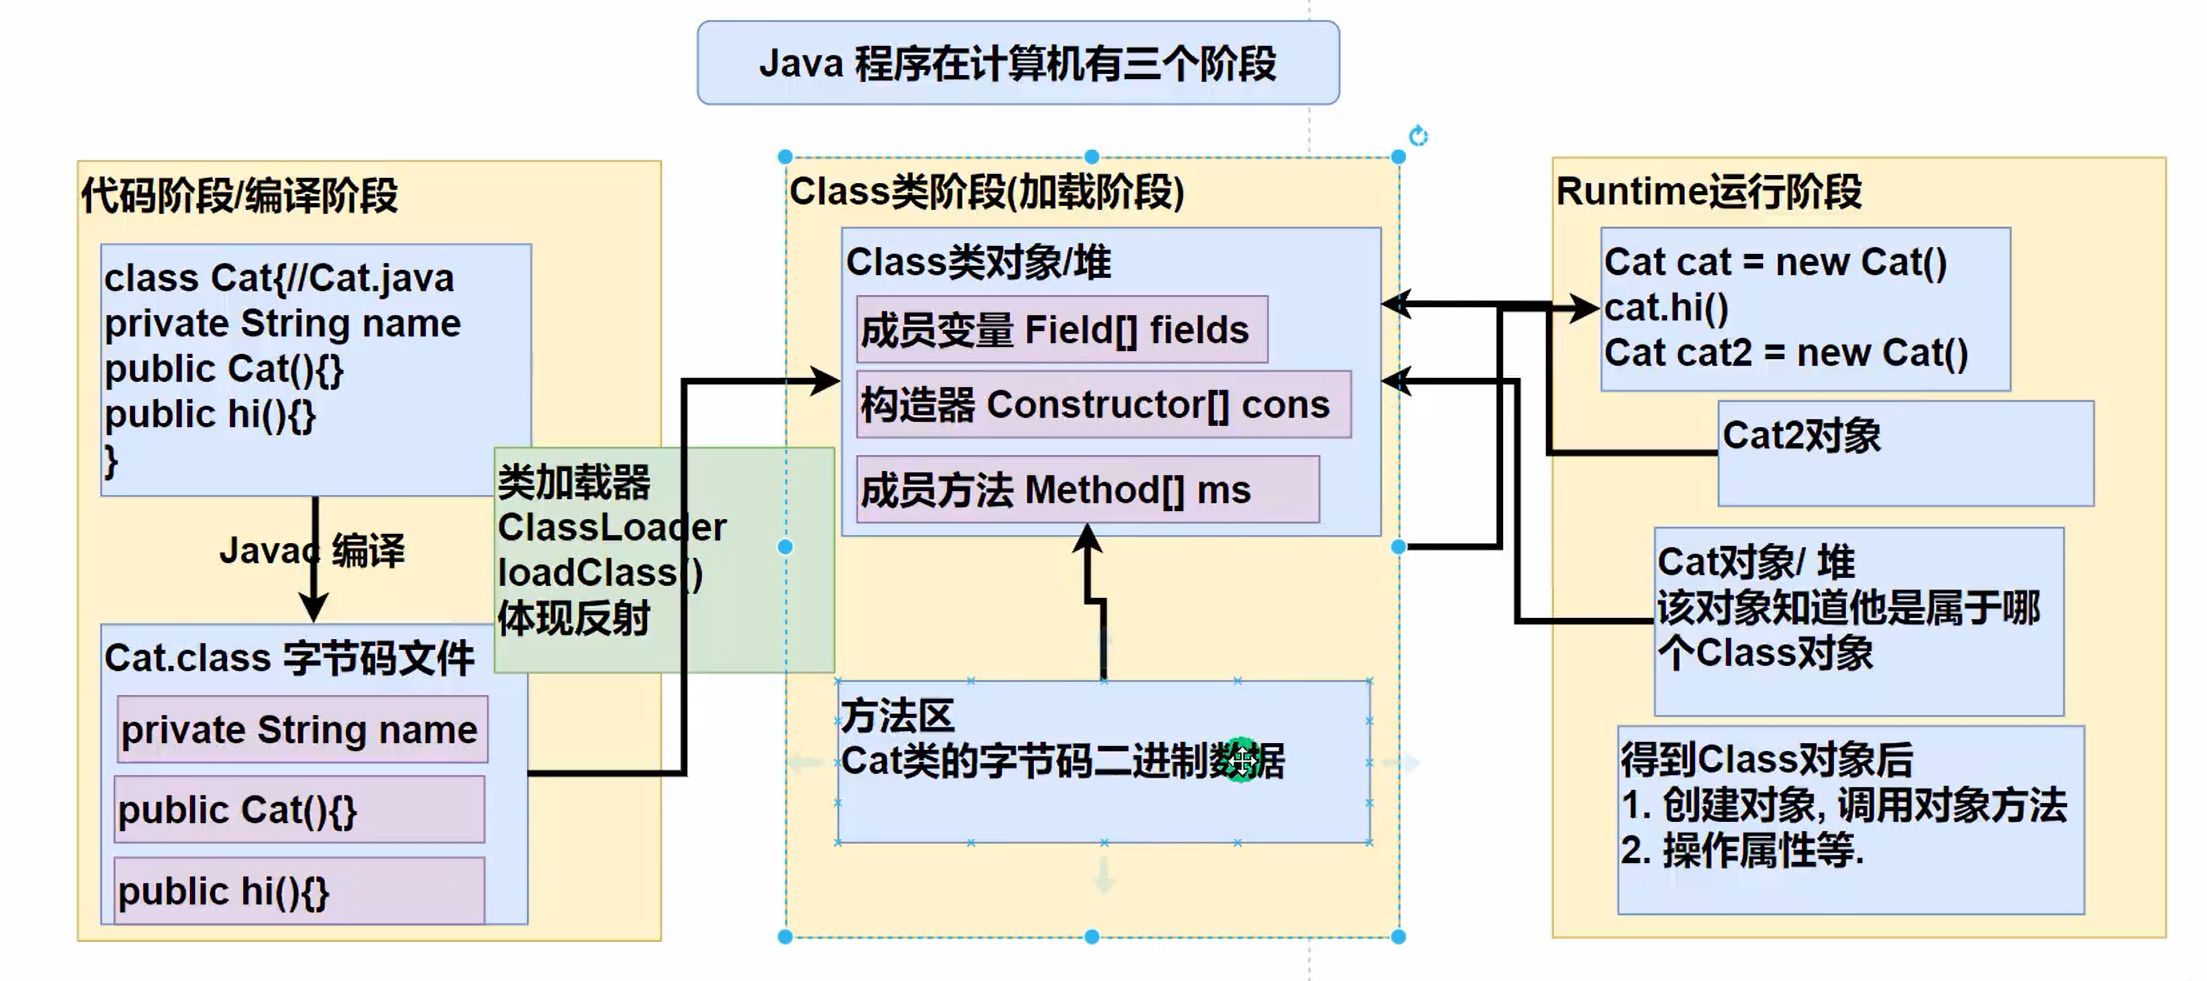 Java 程序在计算机有三个阶段
代码阶段/编译阶段
class Cat{//Cat.java
private String name
public Cat(){}
public hi(){}
}
Javac 编译
Cat.class 字节码文件
private String name
public Cat(){}
public hi(){}
类加载器
ClassLoader
loadClass()
体现反射
Class类阶段(加载阶段)
Class类对象/堆
成员变量 Field[] fields
构造器 Constructor[] cons
成员方法 Method[] ms
方法区
Cat类的字节码二进制数据
Runtime运行阶段
Cat cat = new Cat()
cat.hi()
Cat cat2 = new Cat()
Cat2对象
Cat对象/ 堆
该对象知道他是属于哪
个Class对象
得到Class对象后
1. 创建对象, 调用对象方法
2. 操作属性等.